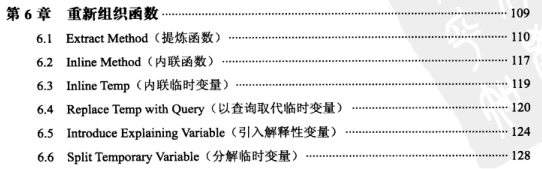 第 6 章 重新组织函数 109
6.1 Extract Method（提炼函数） 110
6.2 Inline Method（内联函数） 117
6.3 Inline Temp（内联临时变量） 119
6.4 Replace Temp with Query（以查询取代临时变量） 120
6.5 Introduce Explaining Variable（引入解释性变量） 124
6.6 Split Temporary Variable（分解临时变量） 128